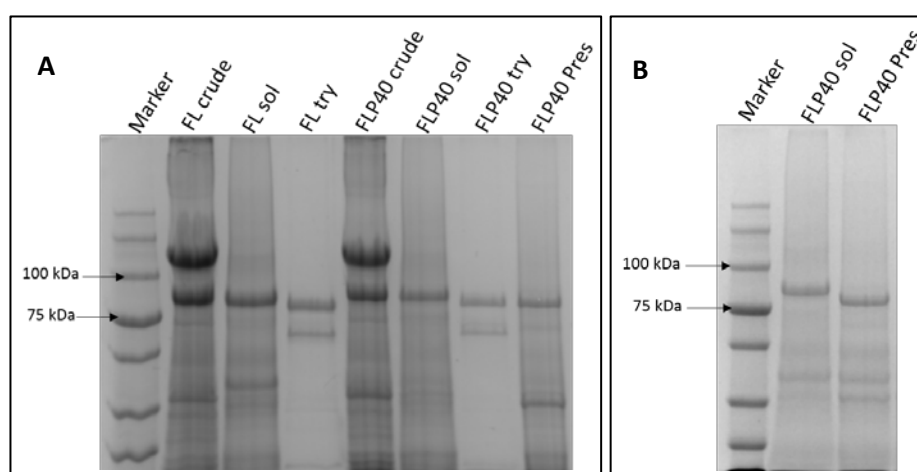 A
Marker
FL crude
FL sol
FL try
FLP40 crude
FLP40 sol
FLP40 try
FLP40 Pres
100 kDa
75 kDa
B
Marker
FLP40 sol
FLP40 Pres
100 kDa
75 kDa